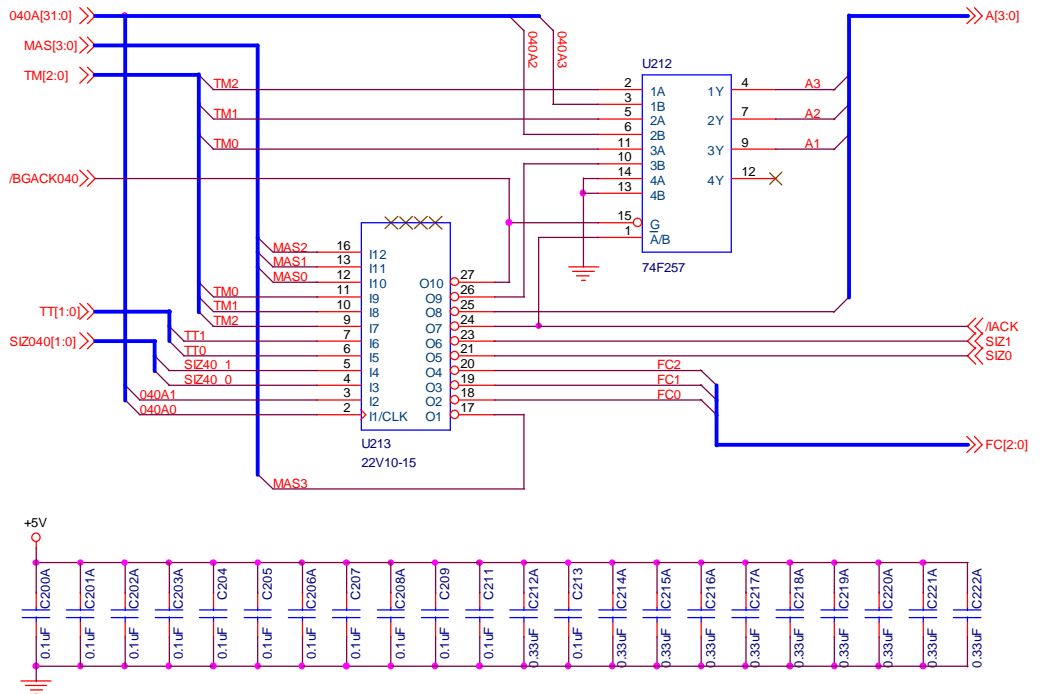 040A[31:0]
A[3:0]
MAS[3:0]
TM[2:0]
040A2
040A3
U212
TM2
2
1A
1Y
4
A3
3
1B
TM1
5
2A
2Y
7
A2
6
2B
TM0
11
3A
3Y
9
A1
10
3B
/BGACK040
14
4A
4Y
12
13
4B
15
G
1
A/B
74F257
MAS2
16
I12
MAS1
13
I11
MAS0
12
I10
O10
27
TM0
11
I9
O9
26
TM1
10
I8
O8
25
TT[1:0]
TM2
9
I7
O7
24
/IACK
TT1
7
I6
O6
23
SIZ1
SIZ040[1:0]
TT0
6
I5
O5
21
SIZ0
SIZ40_1
5
I4
O4
20
FC2
SIZ40_0
4
I3
O3
19
FC1
040A1
3
I2
O2
18
FC0
040A0
2
I1/CLK
O1
17
U213
FC[2:0]
22V10-15
MAS3
+5V
C200A
C201A
C202A
C203A
C204
C205
C206A
C207
C208A
C209
C211
C212A
C213
C214A
C215A
C216A
C217A
C218A
C219A
C220A
C221A
C222A
0.1uF
0.1uF
0.1uF
0.1uF
0.1uF
0.1uF
0.1uF
0.1uF
0.1uF
0.1uF
0.1uF
0.33uF
0.1uF
0.33uF
0.33uF
0.33uF
0.33uF
0.33uF
0.33uF
0.33uF
0.33uF
0.33uF